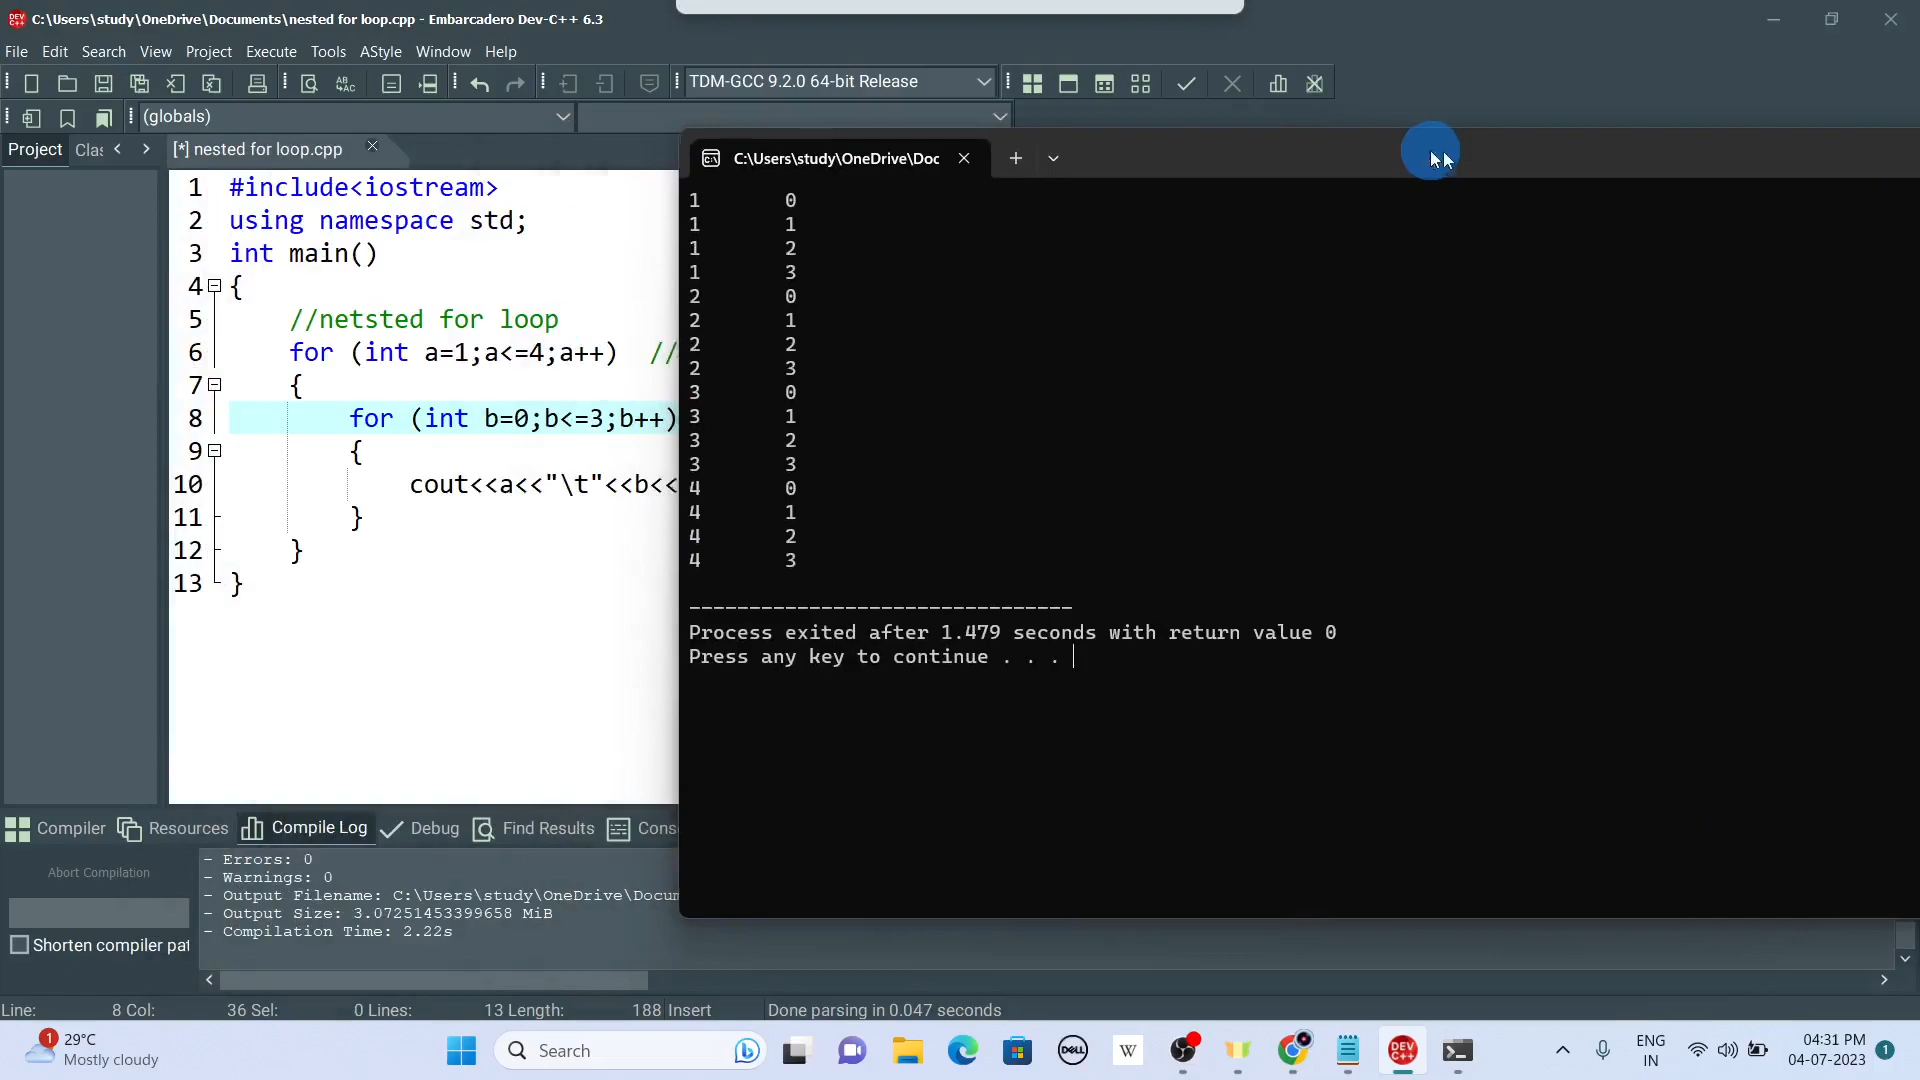 C:\Users\study\OneDrive\Documents\nested for loop.cpp - Embarcadero Dev-C++ 6.3
File Edit Search View Project Execute Tools AStyle Window Help
TDM-GCC 9.2.0 64-bit Release
(globals)
Project Clas [*] nested for loop.cpp
1 #include<iostream>
2 using namespace std;
3 int main()
4 {
5 //netsted for loop
6 for (int a=1;a<=4;a++) //
7 {
8 for (int b=0;b<=3;b++)
9 {
10 cout<<a<<"\t"<<b<<
11 }
12 }
13 }
C:\Users\study\OneDrive\Doc
1 0
1 1
1 2
1 3
2 0
2 1
2 2
2 3
3 0
3 1
3 2
3 3
4 0
4 1
4 2
4 3
--------------------------------
Process exited after 1.479 seconds with return value 0
Press any key to continue . . .
Compiler Resources Compile Log Debug Find Results Cons
Abort Compilation
Shorten compiler pat
- Errors: 0
- Warnings: 0
- Output Filename: C:\Users\study\OneDrive\Docum
- Output Size: 3.07251453399658 MiB
- Compilation Time: 2.22s
Line: 8 Col: 36 Sel: 0 Lines: 13 Length: 188 Insert Done parsing in 0.047 seconds
1 29°C
Mostly cloudy
Search
DELL
W
DEV C++
ENG
IN
04:31 PM
04-07-2023
1